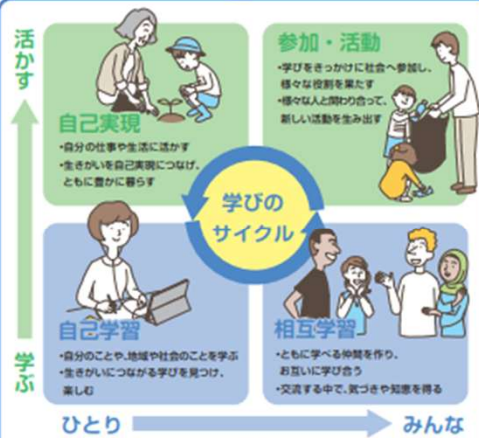 活かす
自己実現
・自分の仕事や生活に活かす
・生きがいを自己実現につなげ、
ともに豊かに暮らす
参加・活動
・学びをきっかけに社会へ参加し、
様々な役割を果たす
・様々な人と関わり合って、
新しい活動を生み出す
学びの
サイクル
自己学習
・自分のことや、地域や社会のことを学ぶ
・生きがいにつながる学びを見つけ、
楽しむ
相互学習
・ともに学べる仲間を作り、
お互いに学び合う
・交流する中で、気づきや知恵を得る
学ぶ
ひとり
みんな